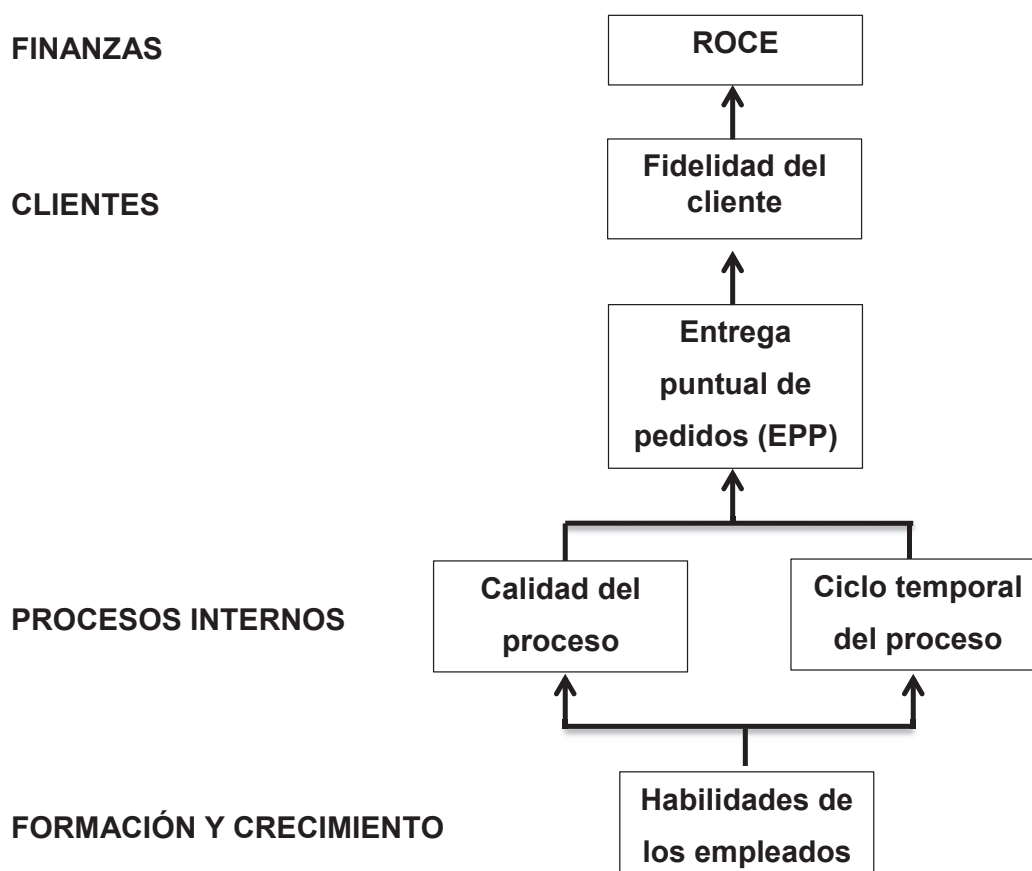 FINANZAS
ROCE
CLIENTES
Fidelidad del
cliente
Entrega
puntual de
pedidos (EPP)
PROCESOS INTERNOS
Calidad del
proceso
Ciclo temporal
del proceso
FORMACIÓN Y CRECIMIENTO
Habilidades de
los empleados